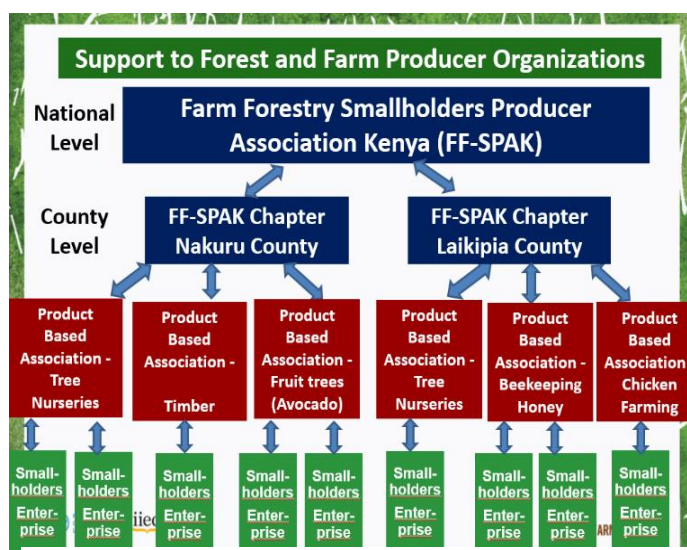 Support to Forest and Farm Producer Organizations
National
Level
Farm Forestry Smallholders Producer
Association Kenya (FF-SPAK)
County
Level
FF-SPAK Chapter
Nakuru County
FF-SPAK Chapter
Laikipia County
Product
Based
Association -
Tree
Nurseries
Product
Based
Association -
Timber
Product
Based
Association -
Fruit trees
(Avocado)
Product
Based
Association -
Tree
Nurseries
Product
Based
Association -
Beekeeping
Honey
Product
Based
Association
Chicken
Farming
Small-
holders
Enter-
prise
Small-
holders
Enter-
prise
Small-
holders
Enter-
prise
Small-
holders
Enter-
prise
Small-
holders
Enter-
prise
Small-
holders
Enter-
prise
Small-
holders
Enter-
prise
Small-
holders
Enter-
prise
Small-
holders
Enter-
prise
iied